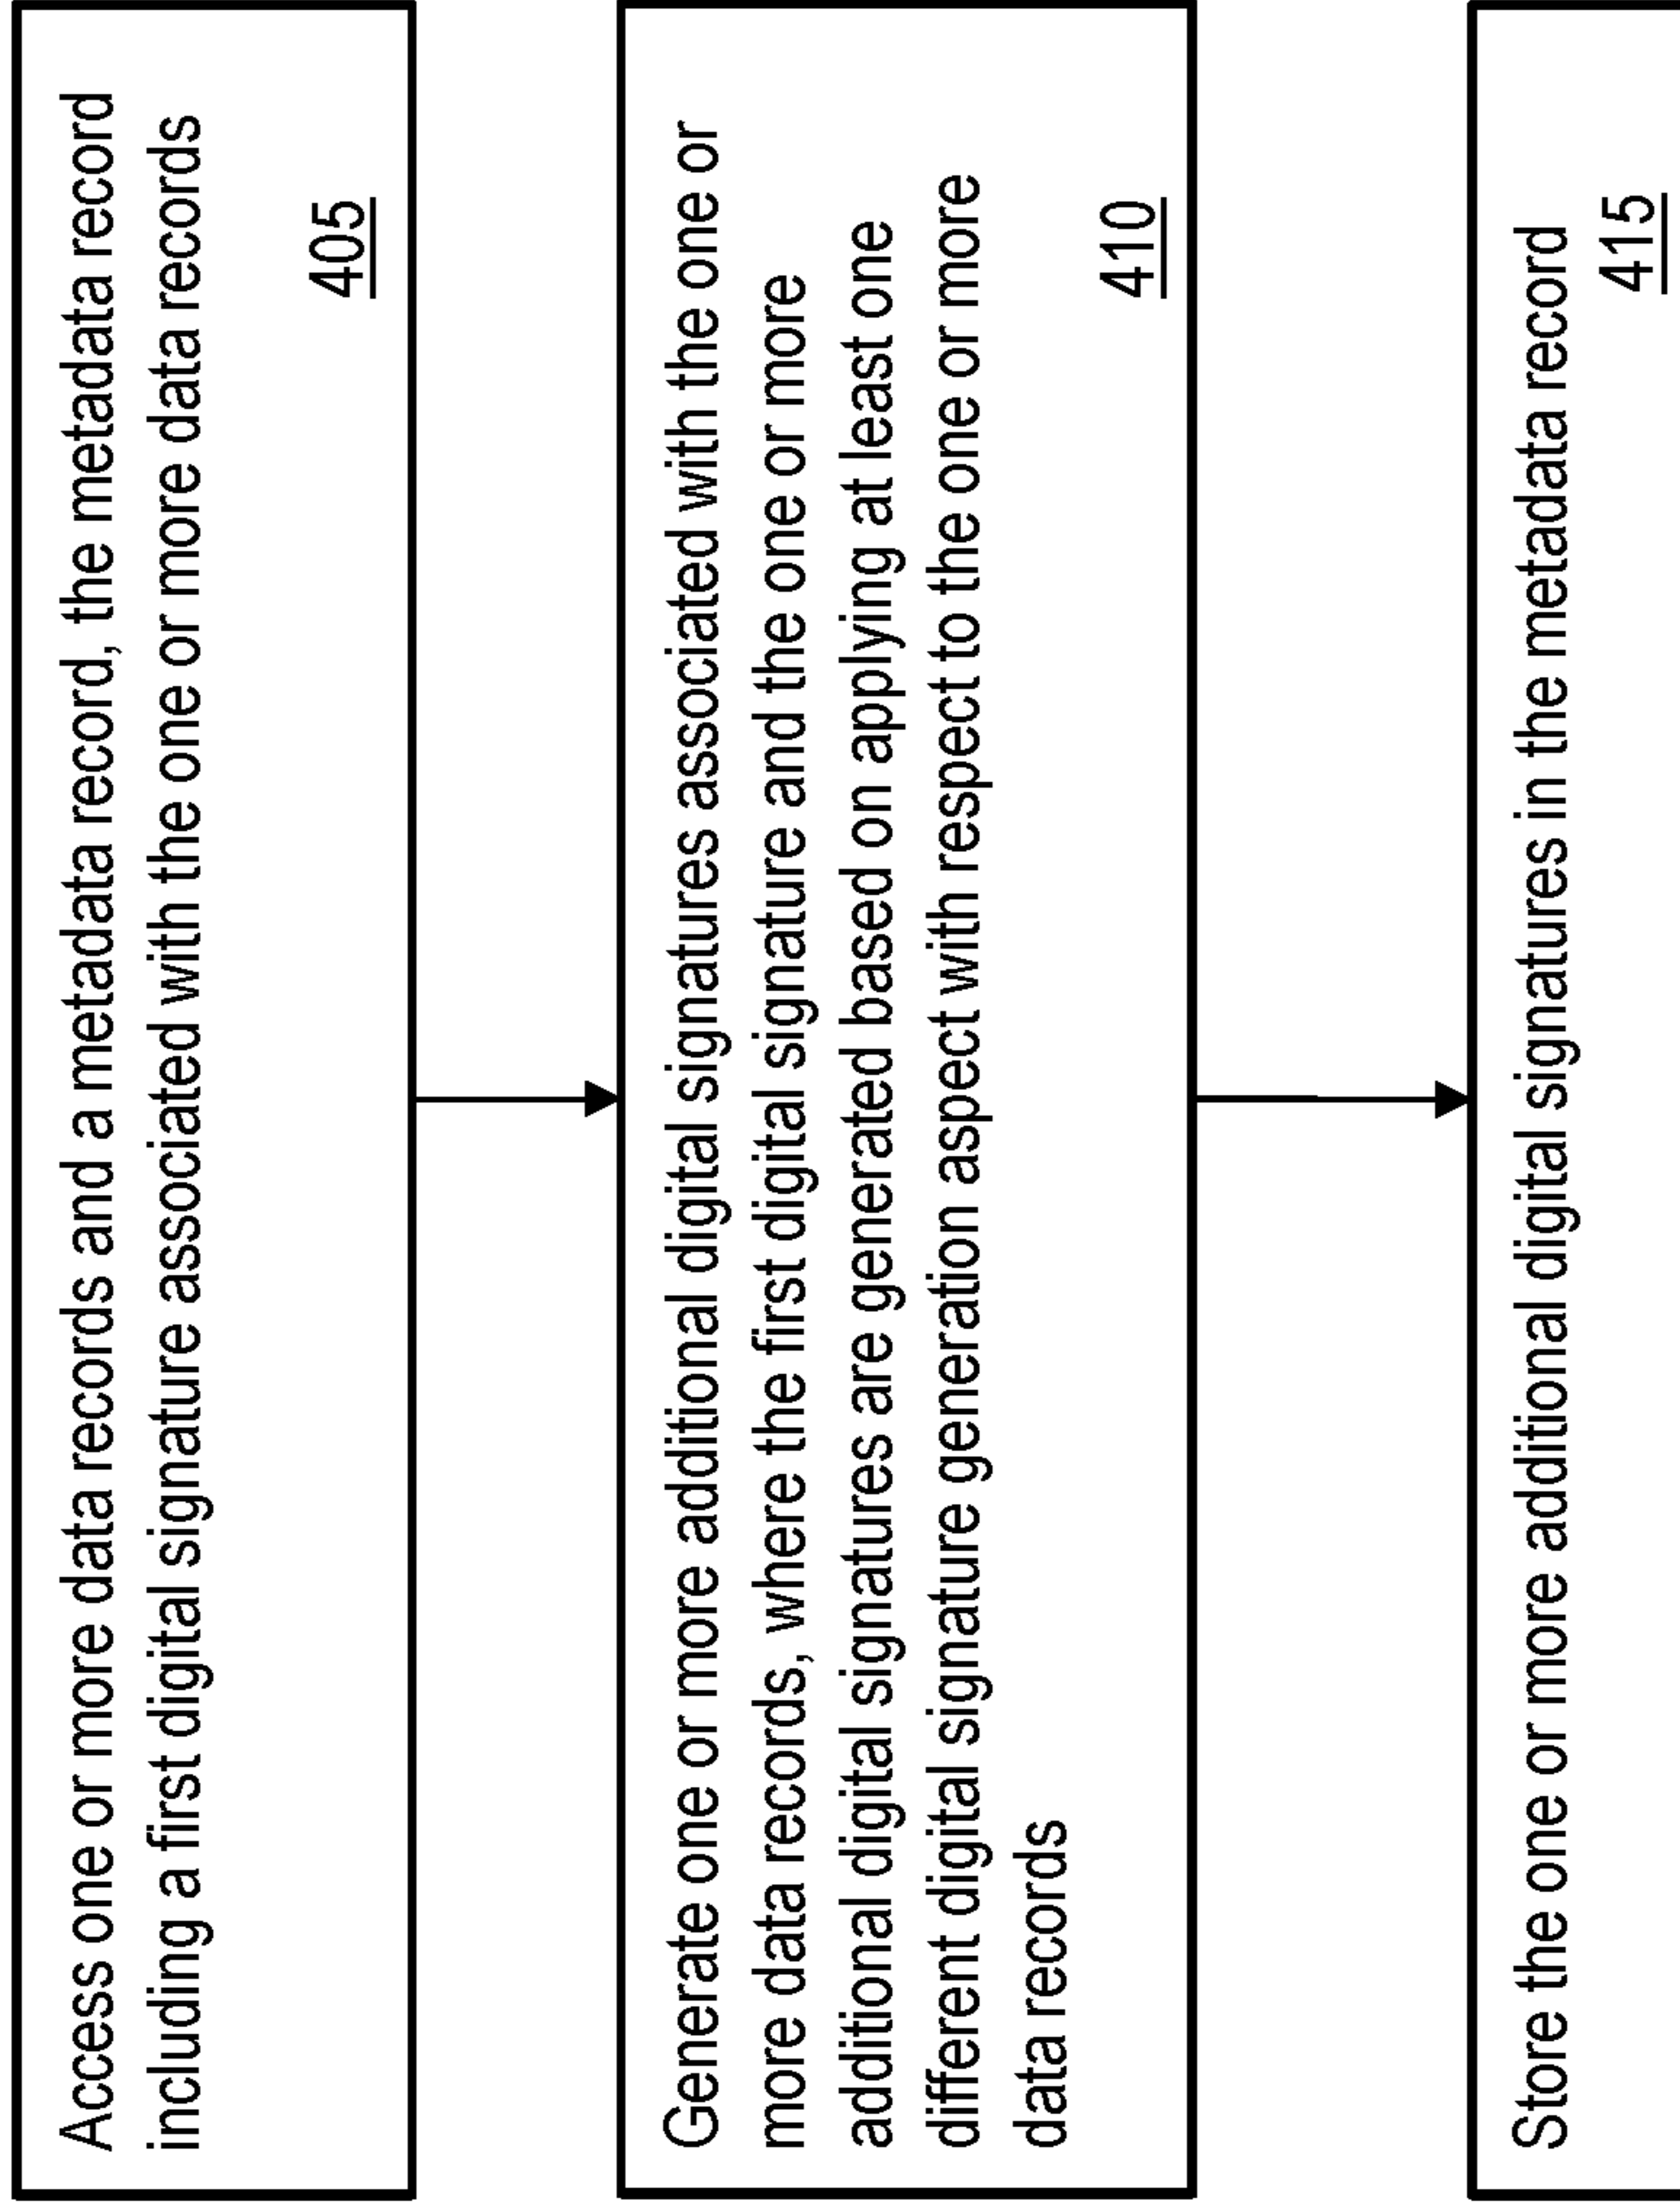 Access one or more data records and a metadata record, the metadata record
including a first digital signature associated with the one or more data records
405
Generate one or more additional digital signatures associated with the one or
more data records, where the first digital signature and the one or more
additional digital signatures are generated based on applying at least one
different digital signature generation aspect with respect to the one or more
data records
410
Store the one or more additional digital signatures in the metadata record
415